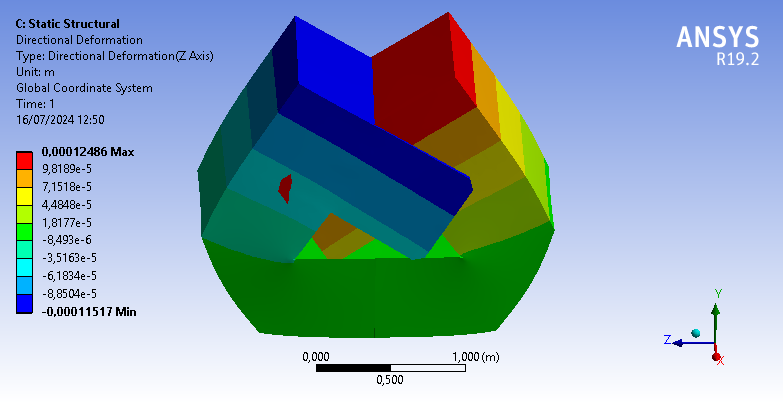 C: Static Structural
Directional Deformation
Type: Directional Deformation(Z Axis)
Unit: m
Global Coordinate System
Time: 1
16/07/2024 12:50
ANSYS
R19.2
0,00012486 Max
9,8189e-5
7,1518e-5
4,4848e-5
1,8177e-5
-8,493e-6
-3,5163e-5
-6,1834e-5
-8,8504e-5
-0,00011517 Min
0,000
1,000 (m)
0,500
Y
Z
X